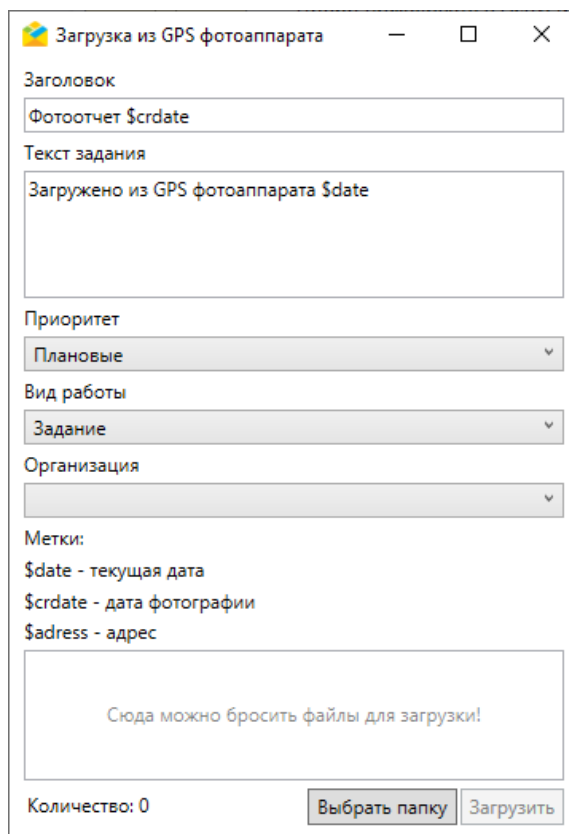 Загрузка из GPS фотоаппарата
Заголовок
Фотоотчет $crdate
Текст задания
Загружено из GPS фотоаппарата $date
Приоритет
Плановые
Вид работы
Задание
Организация
Метки:
$date - текущая дата
$crdate - дата фотографии
$adress - адрес
Сюда можно бросить файлы для загрузки!
Количество: 0
Выбрать папку
Загрузить